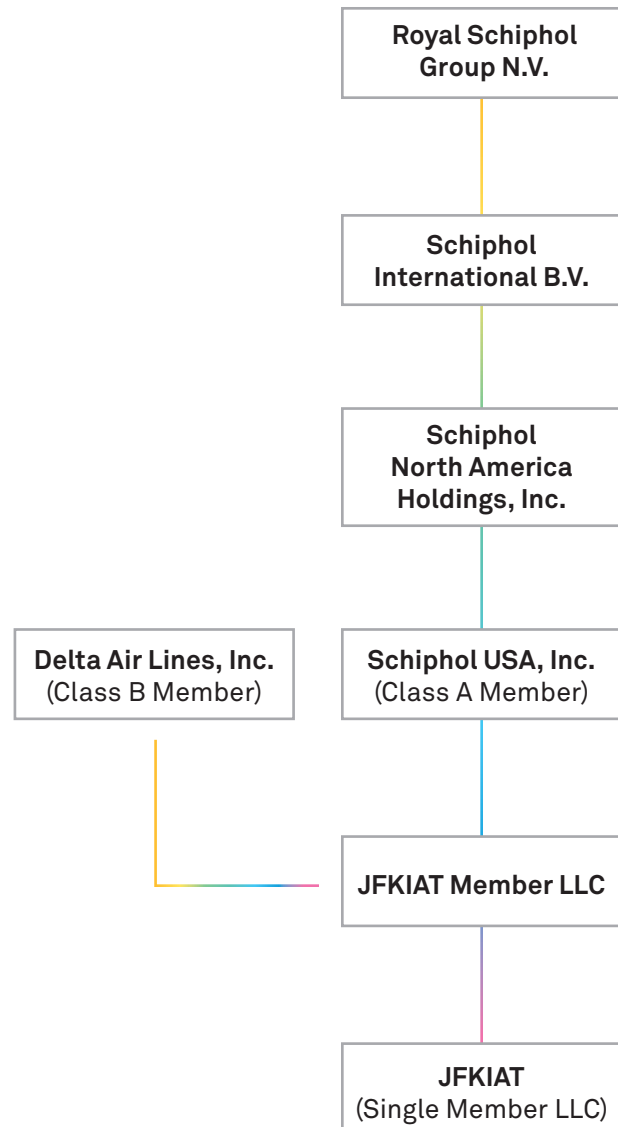 Royal Schiphol
Group N.V.
Schiphol
International B.V.
Schiphol
North America
Holdings, Inc.
Delta Air Lines, Inc.
(Class B Member)
Schiphol USA, Inc.
(Class A Member)
JFKIAT Member LLC
JFKIAT
(Single Member LLC)